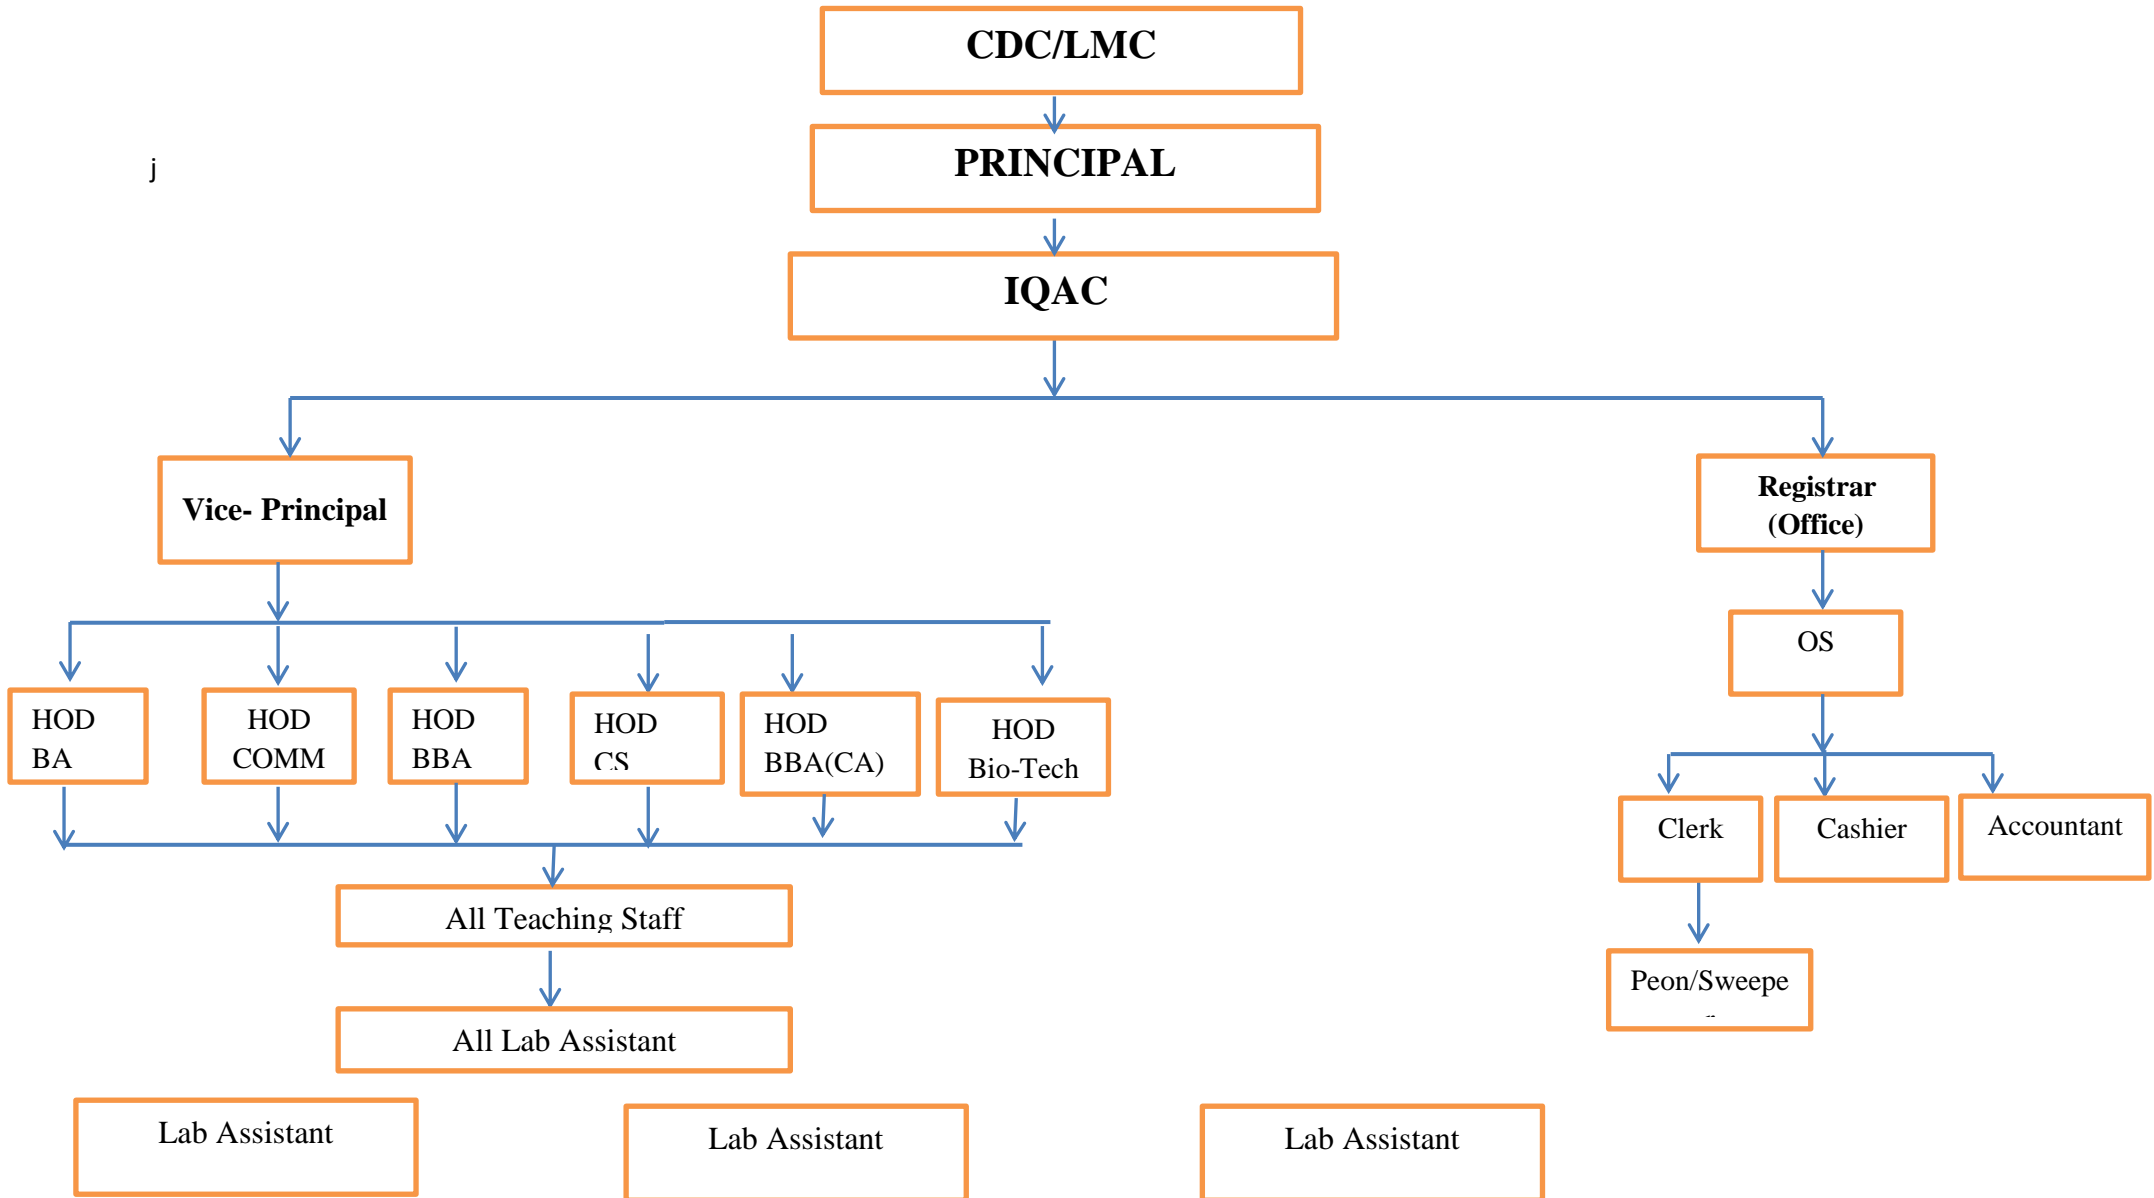 CDC/LMC
j
PRINCIPAL
IQAC
Vice- Principal
Registrar
(Office)
OS
HOD
BA
HOD
COMM
HOD
BBA
HOD
CS
HOD
BBA(CA)
HOD
Bio-Tech
Clerk
Cashier
Accountant
All Teaching Staff
Peon/Sweepe
r
All Lab Assistant
Lab Assistant
Lab Assistant
Lab Assistant